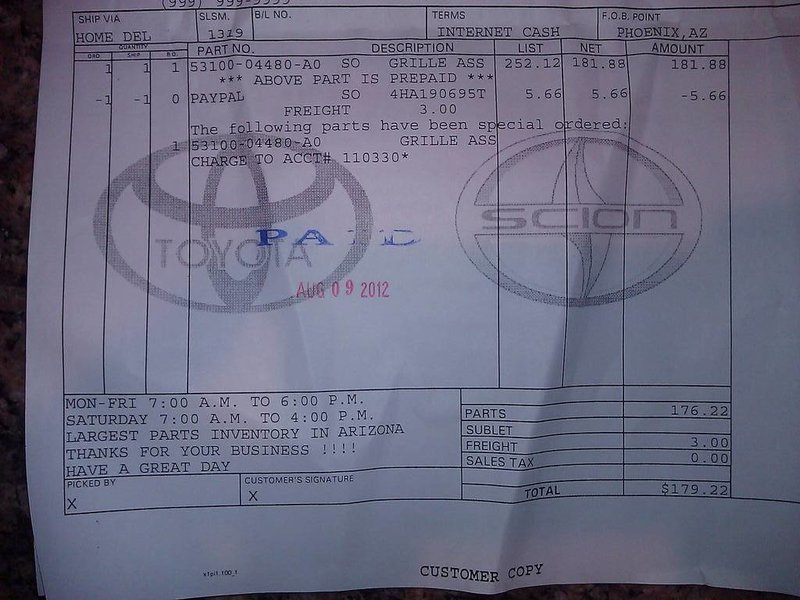 (999) 999-9999
SHIP VIA SLSM. B/L NO. TERMS F.O.B. POINT
HOME DEL 1319 INTERNET CASH PHOENIX,AZ
QUANTITY PART NO. DESCRIPTION LIST NET AMOUNT
ORD SHIP B.O.
1 1 1 53100-04480-A0 SO GRILLE ASS 252.12 181.88 181.88
*** ABOVE PART IS PREPAID ***
-1 -1 0 PAYPAL SO 4HA190695T 5.66 5.66 -5.66
FREIGHT 3.00
The following parts have been special ordered:
1 53100-04480-A0 GRILLE ASS
CHARGE TO ACCT# 110330*
TOYOTA
SCION
PAID
AUG 09 2012
MON-FRI 7:00 A.M. TO 6:00 P.M.
SATURDAY 7:00 A.M. TO 4:00 P.M.
LARGEST PARTS INVENTORY IN ARIZONA
THANKS FOR YOUR BUSINESS !!!!
HAVE A GREAT DAY
PARTS 176.22
SUBLET
FREIGHT 3.00
SALES TAX 0.00
TOTAL $179.22
PICKED BY CUSTOMER'S SIGNATURE
X X
CUSTOMER COPY